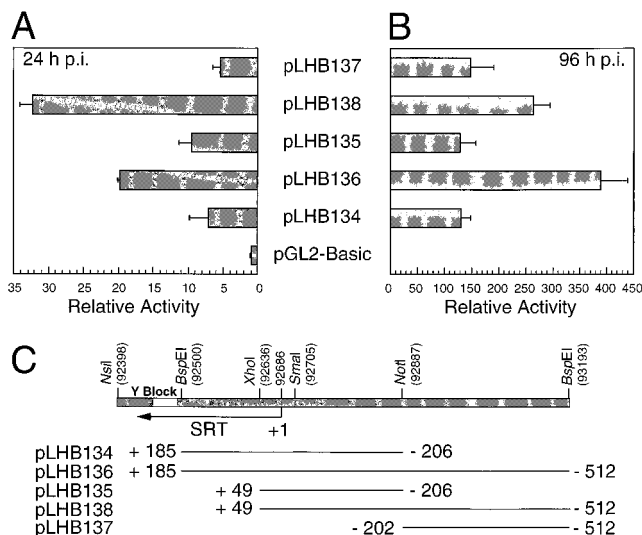 A
B
24 h p.i.
pLHB137
96 h p.i.
pLHB138
pLHB135
pLHB136
pLHB134
pGL2-Basic
35 30 25 20 15 10 5 0
0 50 100 150 200 250 300 350 400 450
Relative Activity
Relative Activity
C
NsiI (92398)
BspEI (92500)
XhoI (92636)
92686
SmaI (92705)
NotI (92887)
BspEI (93193)
Y Block
SRT +1
pLHB134 + 185 - 206
pLHB136 + 185 - 512
pLHB135 + 49 - 206
pLHB138 + 49 - 512
pLHB137 - 202 - 512